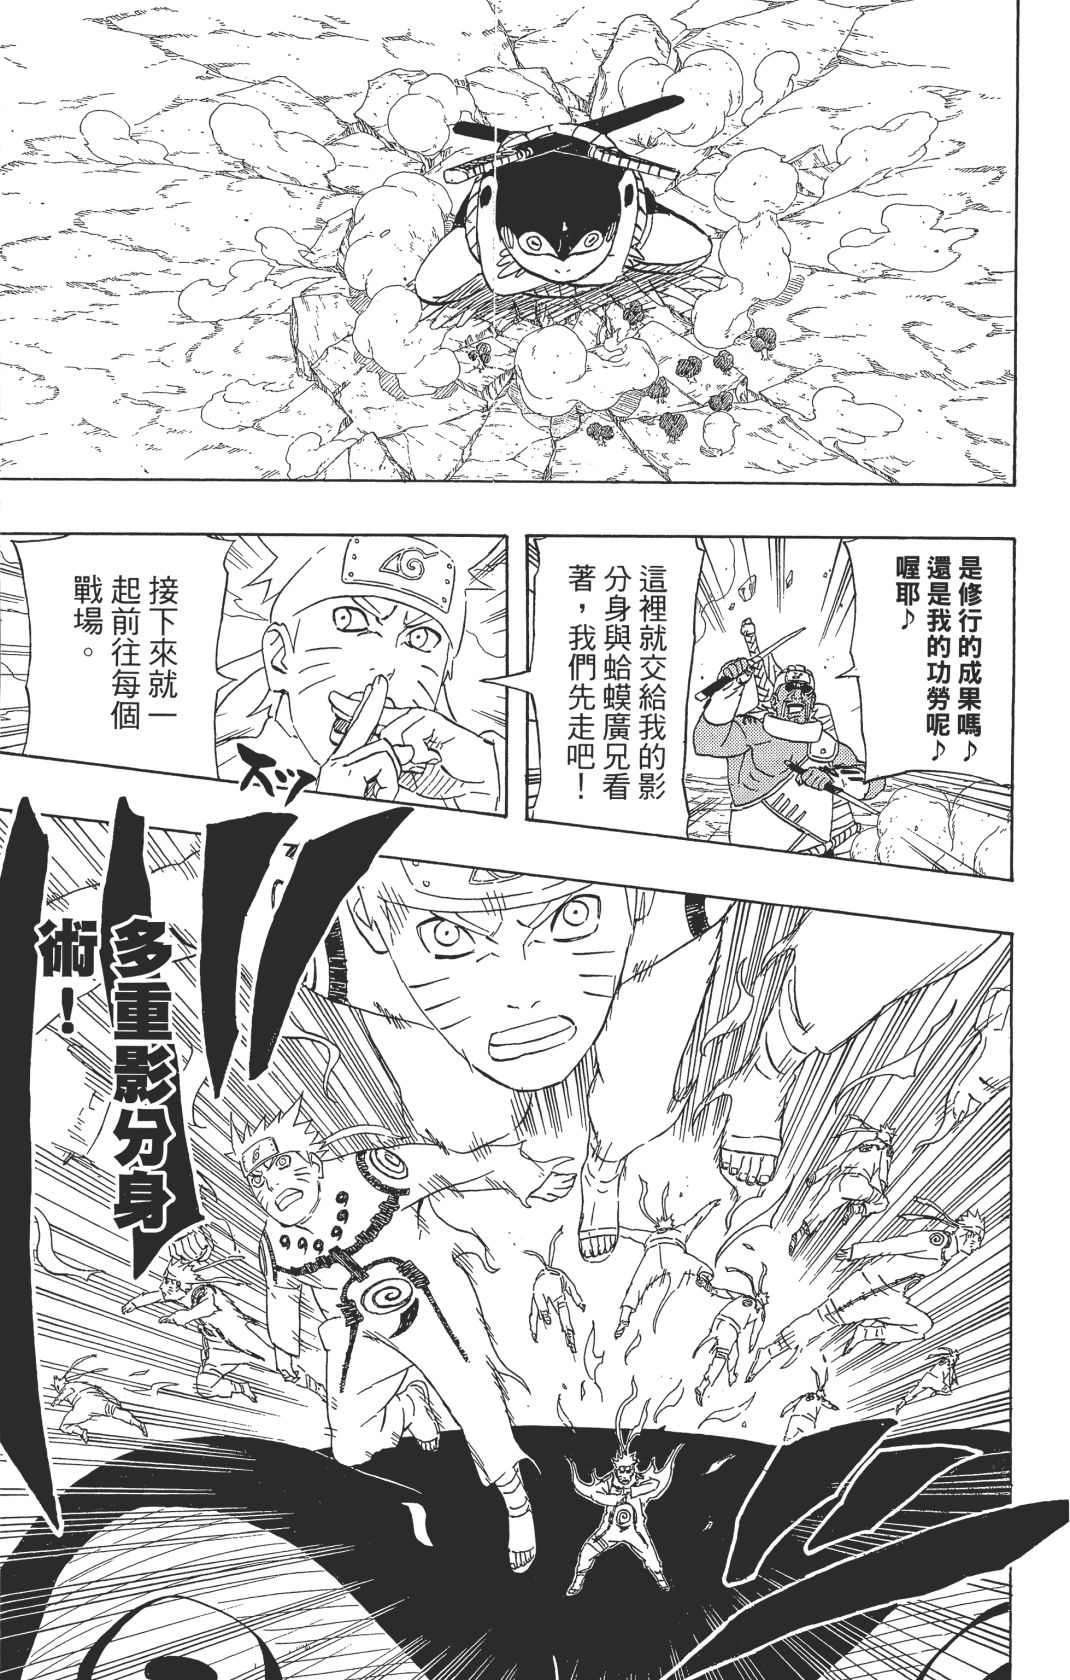 是修行的成果嗎♪
還是我的功勞呢♪
喔耶♪
這裡就交給我的影
分身與蛤蟆廣兄看
著，我們先走吧！
接下來就一
起前往每個
戰場。
多重影分身
術！